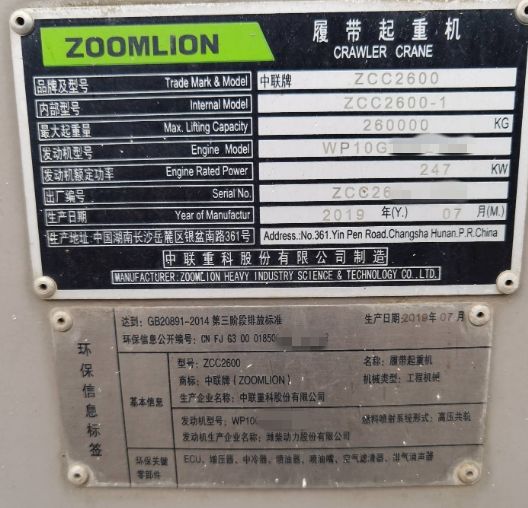 ZOOMLION
履带起重机
CRAWLER CRANE
品牌及型号 Trade Mark & Model 中联牌 ZCC2600
内部型号 Internal Model ZCC2600-1
最大起重量 Max. Lifting Capacity 260000 KG
发动机型号 Engine Model WP10G
发动机额定功率 Engine Rated Power 247 KW
出厂编号 Serial No. ZCC26
生产日期 Year of Manufactur 2019 年(Y.) 07 月(M.)
生产地址:中国湖南长沙岳麓区银盆南路361号 Address:No.361.Yin Pen Road.Changsha Hunan.P.R.China
中联重科股份有限公司制造
MANUFACTURER:ZOOMLION HEAVY INDUSTRY SCIENCE & TECHNOLOGY CO.,LTD.
环保信息标签
达到: GB20891-2014 第三阶段排放标准 生产日期:2019年07月
环保信息公开编号: CN FJ G3 00 01850
基本信息
型号: ZCC2600 名称: 履带起重机
商标: 中联牌(ZOOMLION) 机械类型: 工程机械
生产企业名称: 中联重科股份有限公司
发动机型号: WP10 燃料喷射系统形式: 高压共轨
发动机生产企业名称: 潍柴动力股份有限公司
环保关键零部件
ECU、增压器、中冷器、喷油器、喷油嘴、空气滤清器、排气消声器